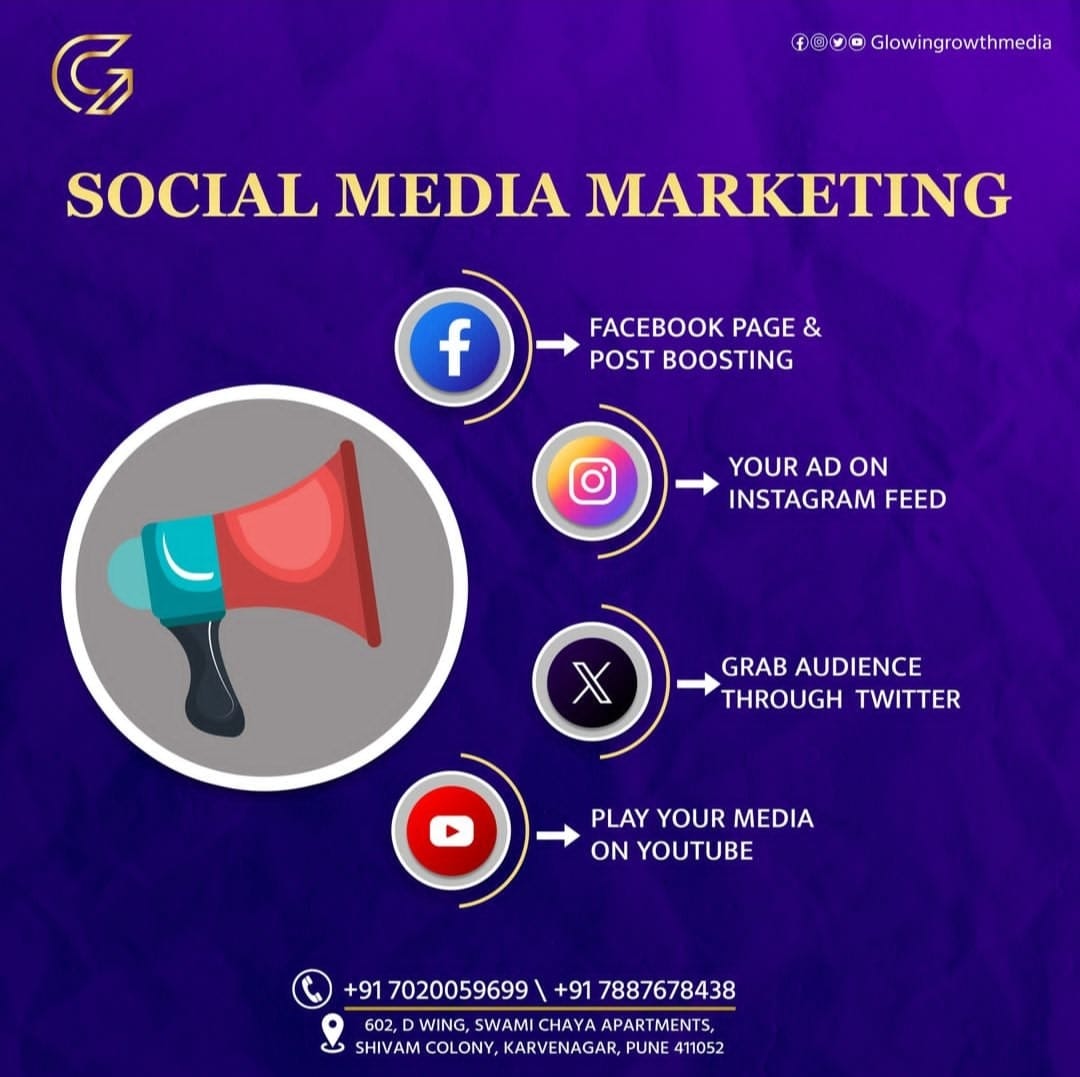 Glowingrowthmedia
SOCIAL MEDIA MARKETING
FACEBOOK PAGE &
POST BOOSTING
YOUR AD ON
INSTAGRAM FEED
GRAB AUDIENCE
THROUGH TWITTER
PLAY YOUR MEDIA
ON YOUTUBE
+91 7020059699 \ +91 7887678438
602, D WING, SWAMI CHAYA APARTMENTS,
SHIVAM COLONY, KARVENAGAR, PUNE 411052